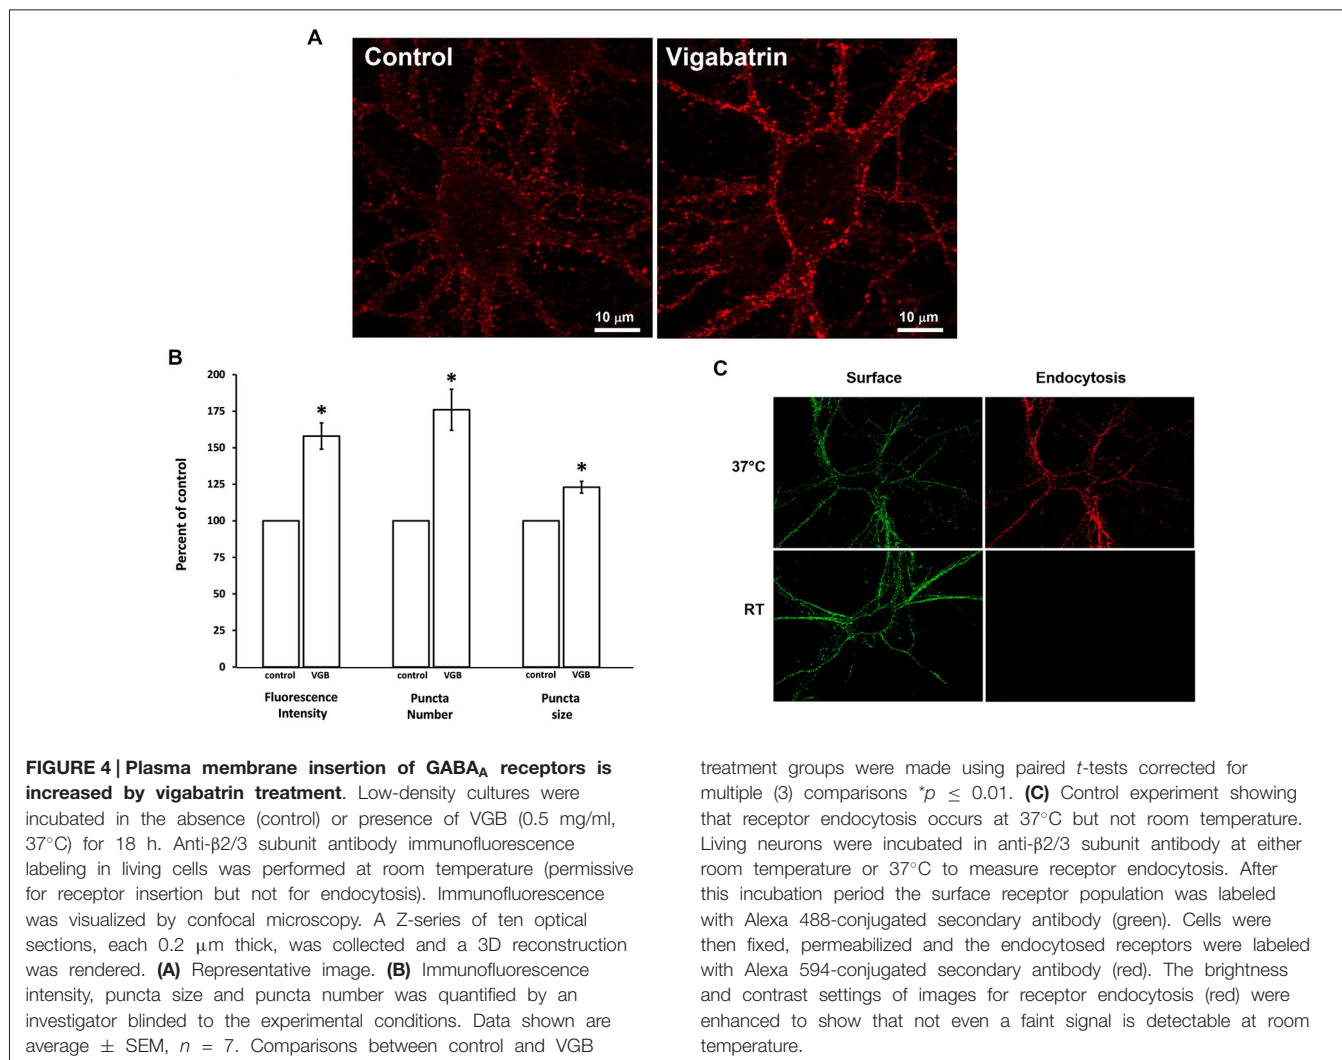 A
Control
10 μm
Vigabatrin
10 μm
B
Percent of control
200
175
150
125
100
75
50
25
0
*
*
*
control VGB control VGB control VGB
Fluorescence
Intensity
Puncta
Number
Puncta
size
C
Surface Endocytosis
37°C
RT
FIGURE 4 | Plasma membrane insertion of GABAA receptors is
increased by vigabatrin treatment. Low-density cultures were
incubated in the absence (control) or presence of VGB (0.5 mg/ml,
37°C) for 18 h. Anti-β2/3 subunit antibody immunofluorescence
labeling in living cells was performed at room temperature (permissive
for receptor insertion but not for endocytosis). Immunofluorescence
was visualized by confocal microscopy. A Z-series of ten optical
sections, each 0.2 μm thick, was collected and a 3D reconstruction
was rendered. (A) Representative image. (B) Immunofluorescence
intensity, puncta size and puncta number was quantified by an
investigator blinded to the experimental conditions. Data shown are
average ± SEM, n = 7. Comparisons between control and VGB
treatment groups were made using paired t-tests corrected for
multiple (3) comparisons *p ≤ 0.01. (C) Control experiment showing
that receptor endocytosis occurs at 37°C but not room temperature.
Living neurons were incubated in anti-β2/3 subunit antibody at either
room temperature or 37°C to measure receptor endocytosis. After
this incubation period the surface receptor population was labeled
with Alexa 488-conjugated secondary antibody (green). Cells were
then fixed, permeabilized and the endocytosed receptors were labeled
with Alexa 594-conjugated secondary antibody (red). The brightness
and contrast settings of images for receptor endocytosis (red) were
enhanced to show that not even a faint signal is detectable at room
temperature.